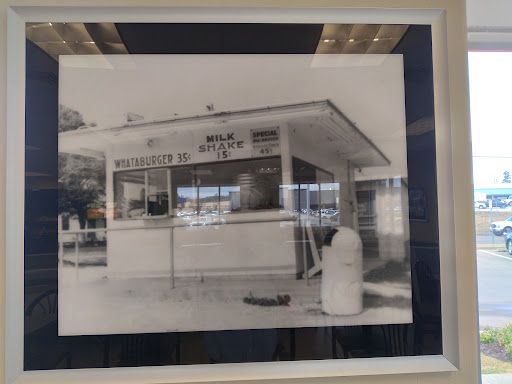 WHATABURGER 35¢
MILK
SHAKE
15¢
SPECIAL
45¢